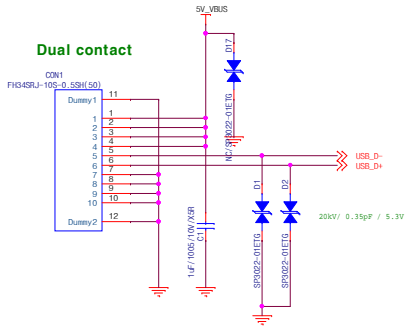 5V_VBUS
Dual contact
CON1
FH34SRJ-10S-0.5SH(50)
D17
NC/SP3022-01ETG
Dummy1 11
1 1
2 2
3 3
4 4
5 5
6 6
7 7
8 8
9 9
10 10
Dummy2 12
USB_D-
USB_D+
D1
D2
SP3022-01ETG
SP3022-01ETG
20kV/ 0.35pF / 5.3V
C1
1uF/1005/10V/X5R